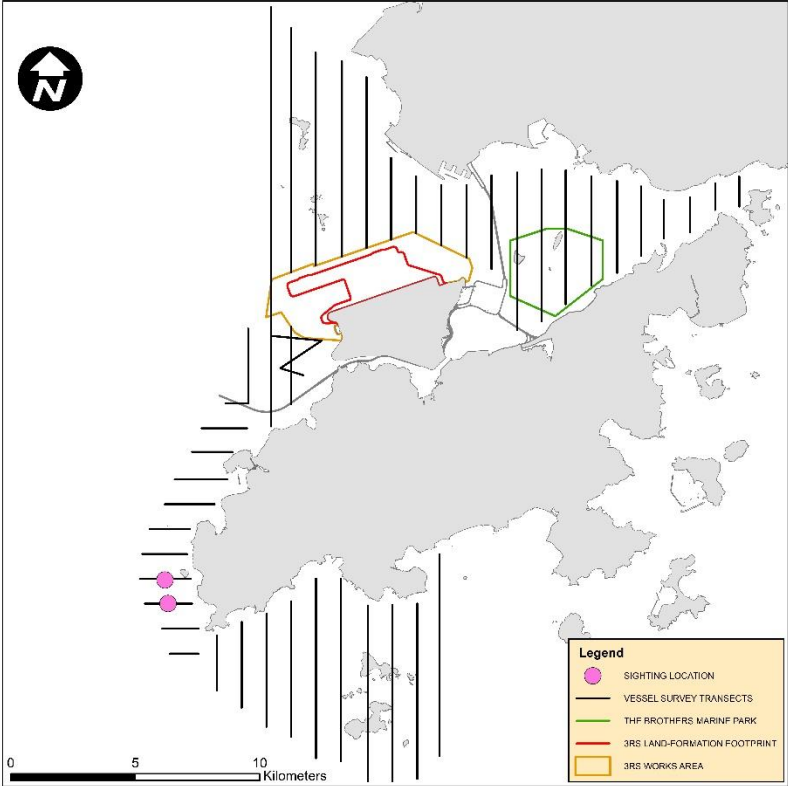 N
0 5 10
Kilometers
Legend
SIGHTING LOCATION
VESSEL SURVEY TRANSECTS
THE BROTHERS MARINE PARK
3RS LAND-FORMATION FOOTPRINT
3RS WORKS AREA